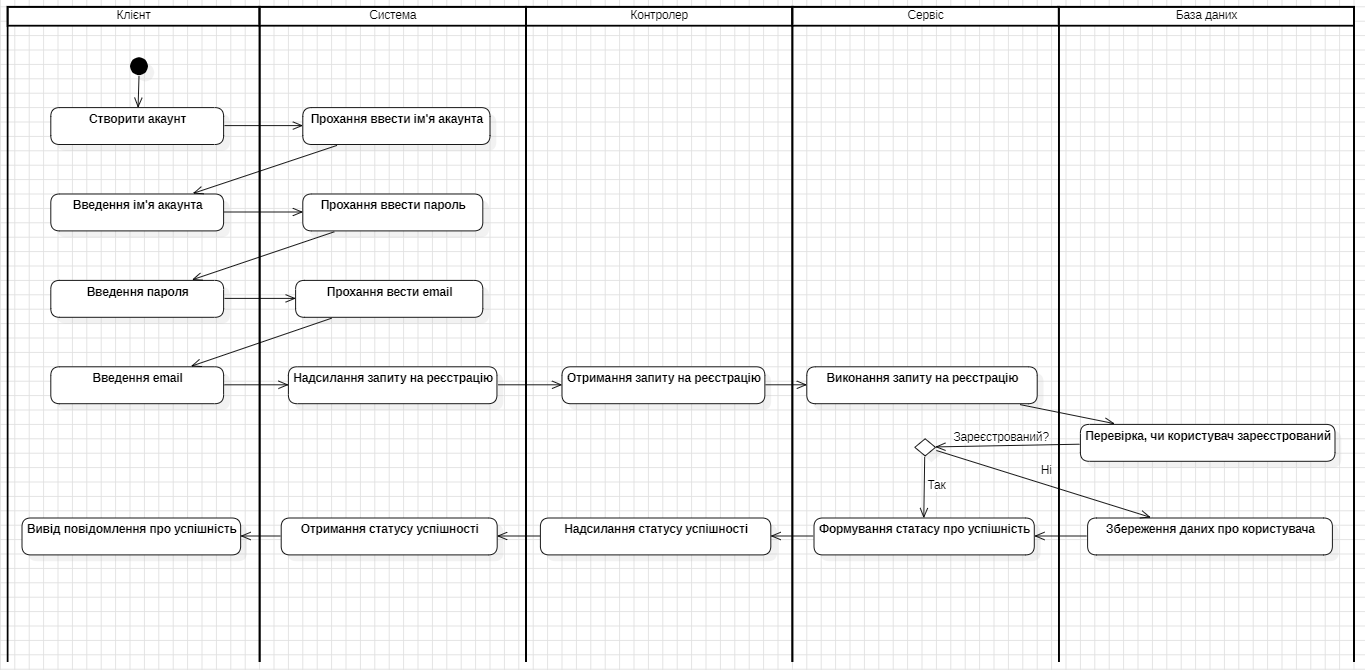 Клієнт
Система
Контролер
Сервіс
База даних
Створити акаунт
Прохання ввести ім'я акаунта
Введення ім'я акаунта
Прохання ввести пароль
Введення пароля
Прохання вести email
Введення email
Надсилання запиту на реєстрацію
Отримання запиту на реєстрацію
Виконання запиту на реєстрацію
Зареєстрований?
Перевірка, чи користувач зареєстрований
Ні
Так
Вивід повідомлення про успішність
Отримання статусу успішності
Надсилання статусу успішності
Формування статасу про успішність
Збереження даних про користувача